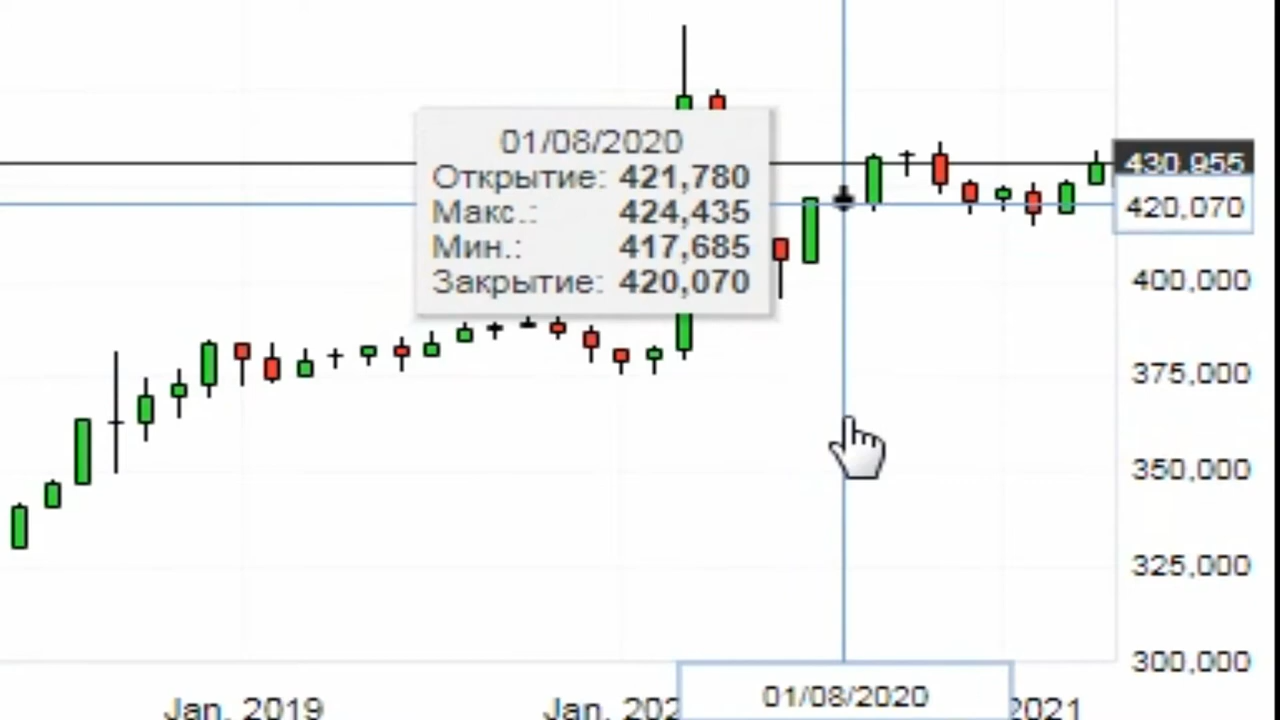 01/08/2020
Открытие: 421,780
Макс.: 424,435
Мин.: 417,685
Закрытие: 420,070
430,955
420,070
400,000
375,000
350,000
325,000
300,000
Jan, 2019
Jan, 202
01/08/2020
2021